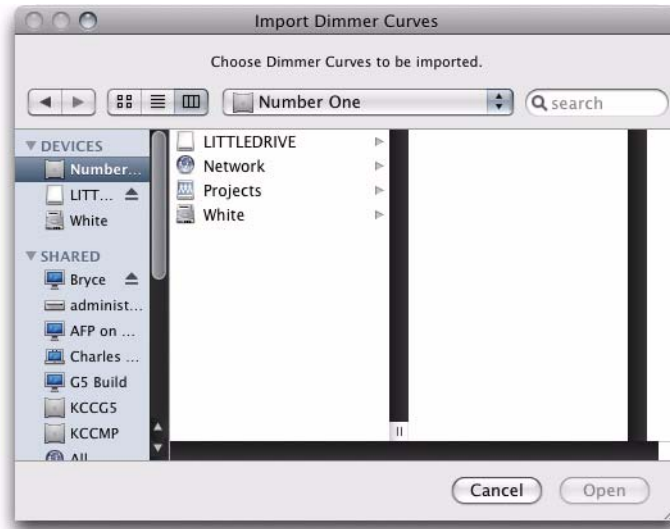 Import Dimmer Curves
Choose Dimmer Curves to be imported.
Number One
search
DEVICES
Number...
LITT...
White
SHARED
Bryce
administ...
AFP on ...
Charles ...
G5 Build
KCCG5
KCCMP
All
LITTLEDRIVE
Network
Projects
White
Cancel
Open